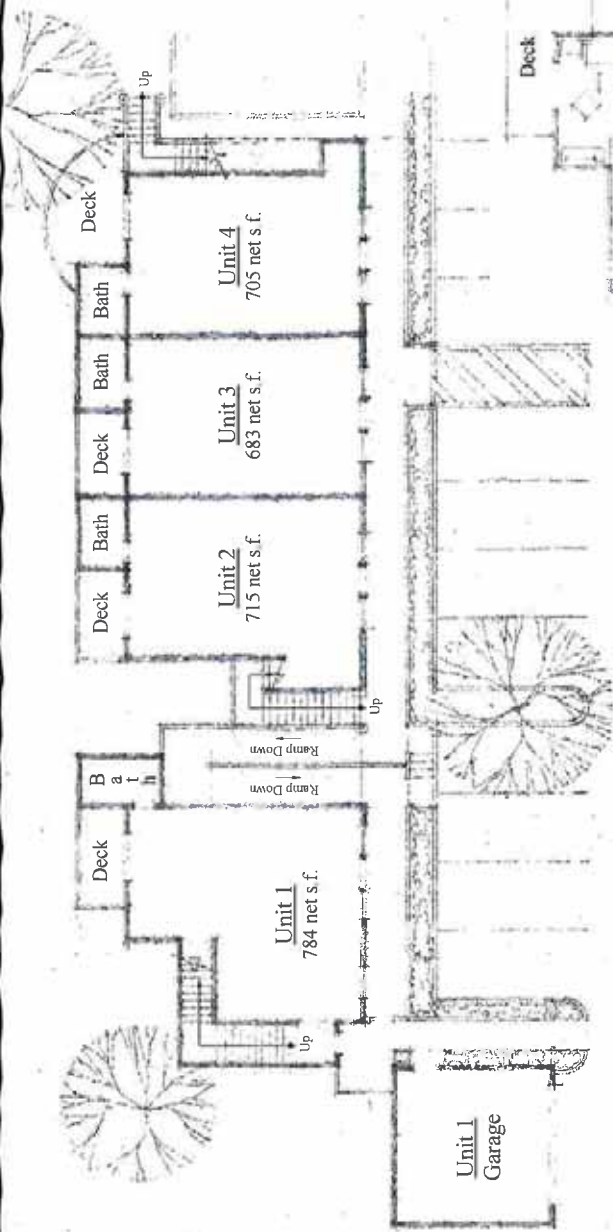 Deck
Bath
Deck
Bath
Deck
Bath
Bath
Deck
Up
Deck
Unit 1
784 net s.f.
Ramp Down
Ramp Down
Unit 2
715 net s.f.
Unit 3
683 net s.f.
Unit 4
705 net s.f.
Up
Up
Unit 1
Garage